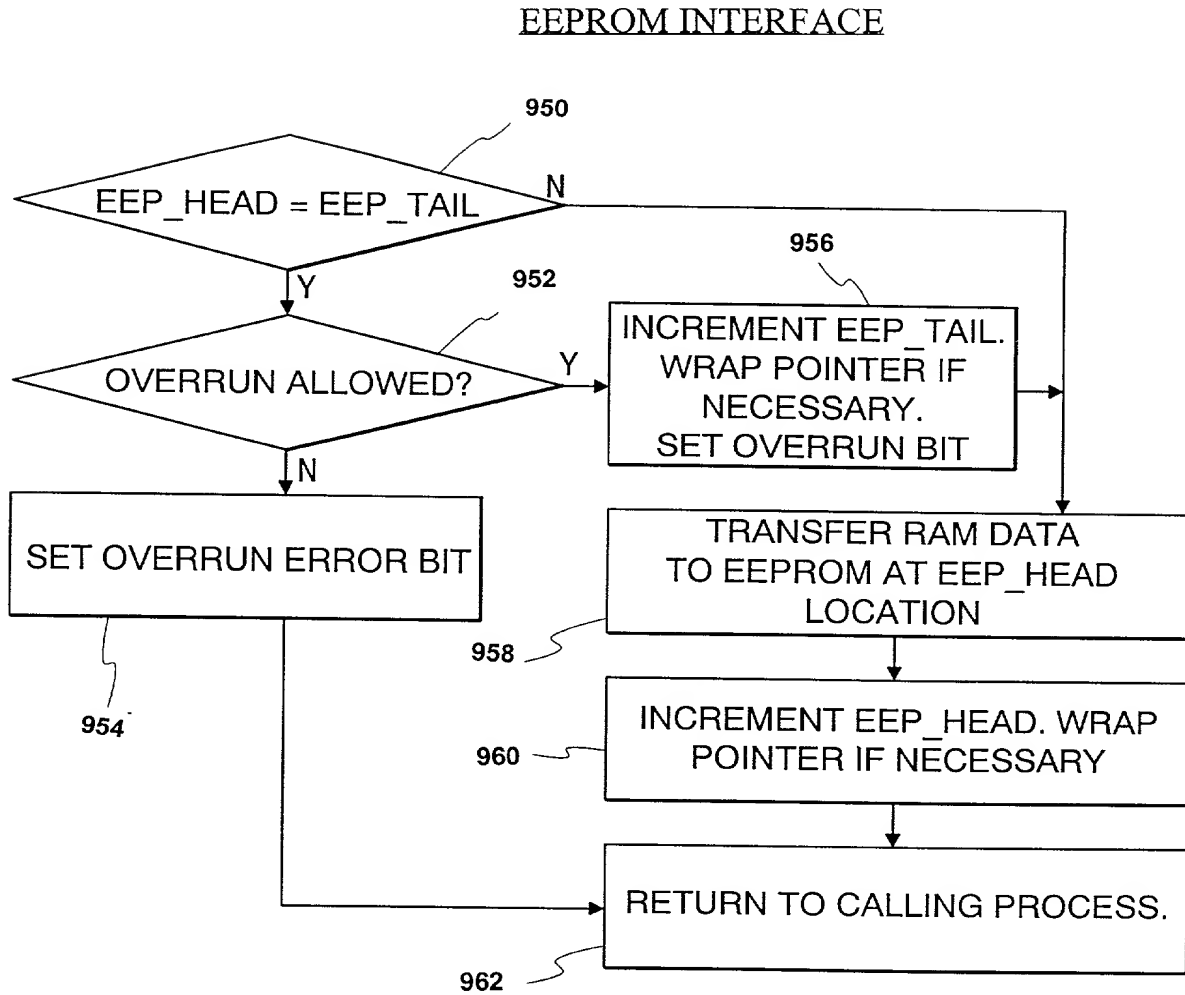 EEPROM INTERFACE
950
EEP_HEAD = EEP_TAIL
N
Y
952
OVERRUN ALLOWED?
Y
N
956
INCREMENT EEP_TAIL.
WRAP POINTER IF
NECESSARY.
SET OVERRUN BIT
SET OVERRUN ERROR BIT
954
TRANSFER RAM DATA
TO EEPROM AT EEP_HEAD
LOCATION
958
INCREMENT EEP_HEAD. WRAP
POINTER IF NECESSARY
960
RETURN TO CALLING PROCESS.
962